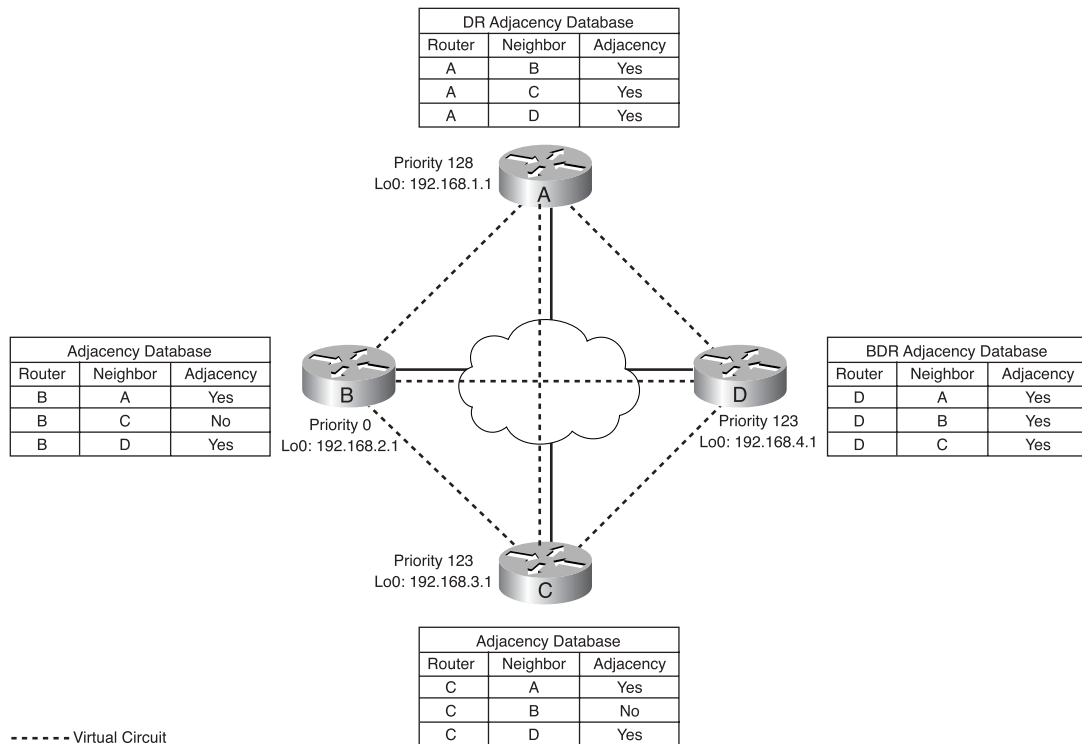 DR Adjacency Database
Router Neighbor Adjacency
A B Yes
A C Yes
A D Yes
Priority 128
Lo0: 192.168.1.1
A
Adjacency Database
Router Neighbor Adjacency
B A Yes
B C No
B D Yes
B
Priority 0
Lo0: 192.168.2.1
D
Priority 123
Lo0: 192.168.4.1
BDR Adjacency Database
Router Neighbor Adjacency
D A Yes
D B Yes
D C Yes
Priority 123
Lo0: 192.168.3.1
C
Adjacency Database
Router Neighbor Adjacency
C A Yes
C B No
C D Yes
Virtual Circuit